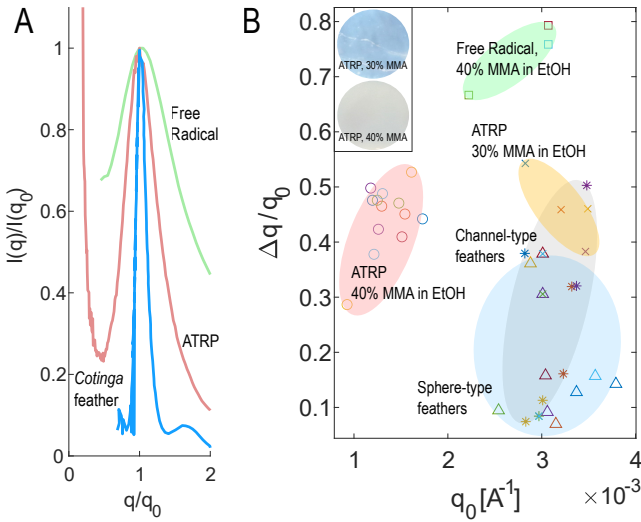 A
I(q)/I(q0)
1
0.8
0.6
0.4
0.2
0
0
1
2
q/q0
Free
Radical
ATRP
Cotinga
feather
B
Δq/q0
0.8
0.7
0.6
0.5
0.4
0.3
0.2
0.1
1
2
3
4
×10⁻³
q0 [A⁻¹]
ATRP, 30% MMA
ATRP, 40% MMA
Free Radical,
40% MMA in EtOH
ATRP
30% MMA in EtOH
Channel-type
feathers
ATRP
40% MMA in EtOH
Sphere-type
feathers